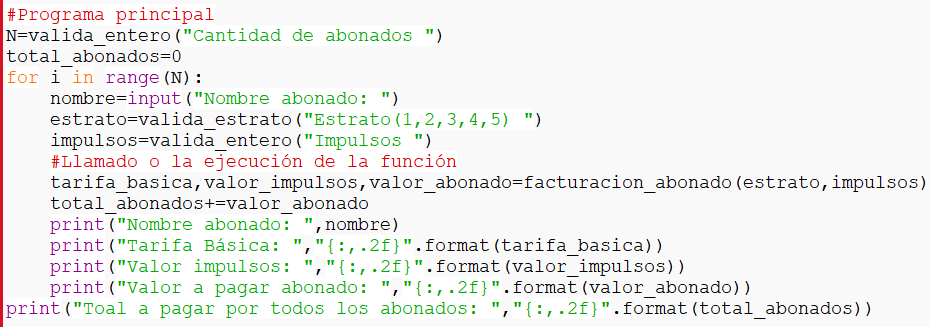 #Programa principal
N=valida_entero("Cantidad de abonados ")
total_abonados=0
for i in range(N):
    nombre=input("Nombre abonado: ")
    estrato=valida_estrato("Estrato(1,2,3,4,5) ")
    impulsos=valida_entero("Impulsos ")
    #Llamado o la ejecución de la función
    tarifa_basica,valor_impulsos,valor_abonado=facturacion_abonado(estrato,impulsos)
    total_abonados+=valor_abonado
    print("Nombre abonado: ",nombre)
    print("Tarifa Básica: ","{:,.2f}".format(tarifa_basica))
    print("Valor impulsos: ","{:,.2f}".format(valor_impulsos))
    print("Valor a pagar abonado: ","{:,.2f}".format(valor_abonado))
print("Toal a pagar por todos los abonados: ","{:,.2f}".format(total_abonados))